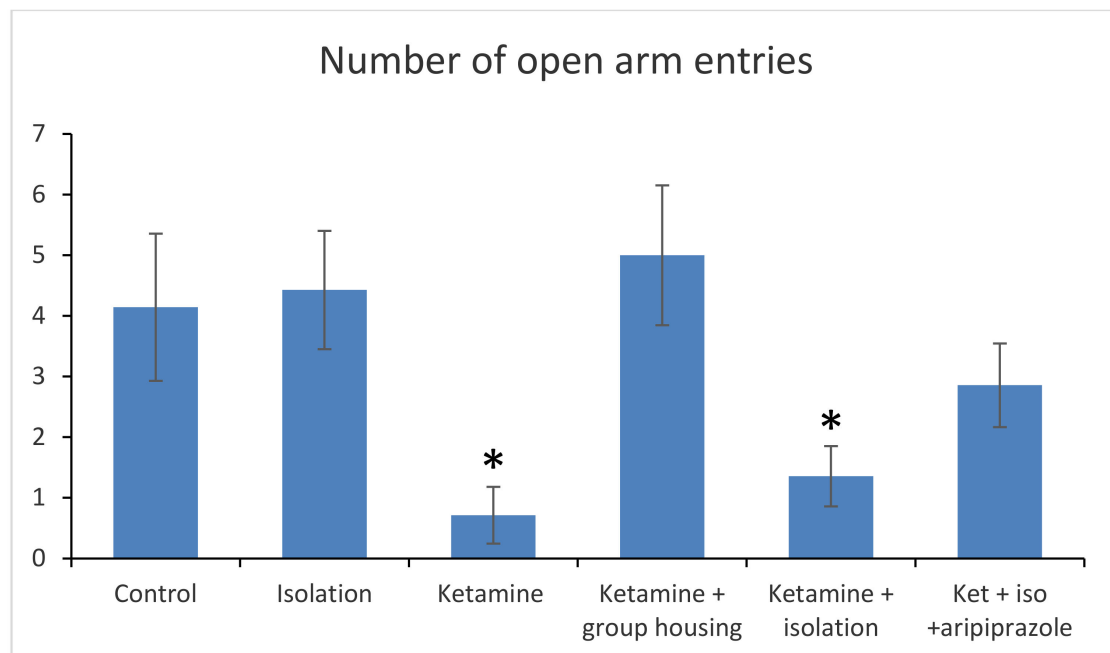 Number of open arm entries
7
6
5
4
3
2
1
0
*
*
Control
Isolation
Ketamine
Ketamine +
group housing
Ketamine +
isolation
Ket + iso
+aripiprazole